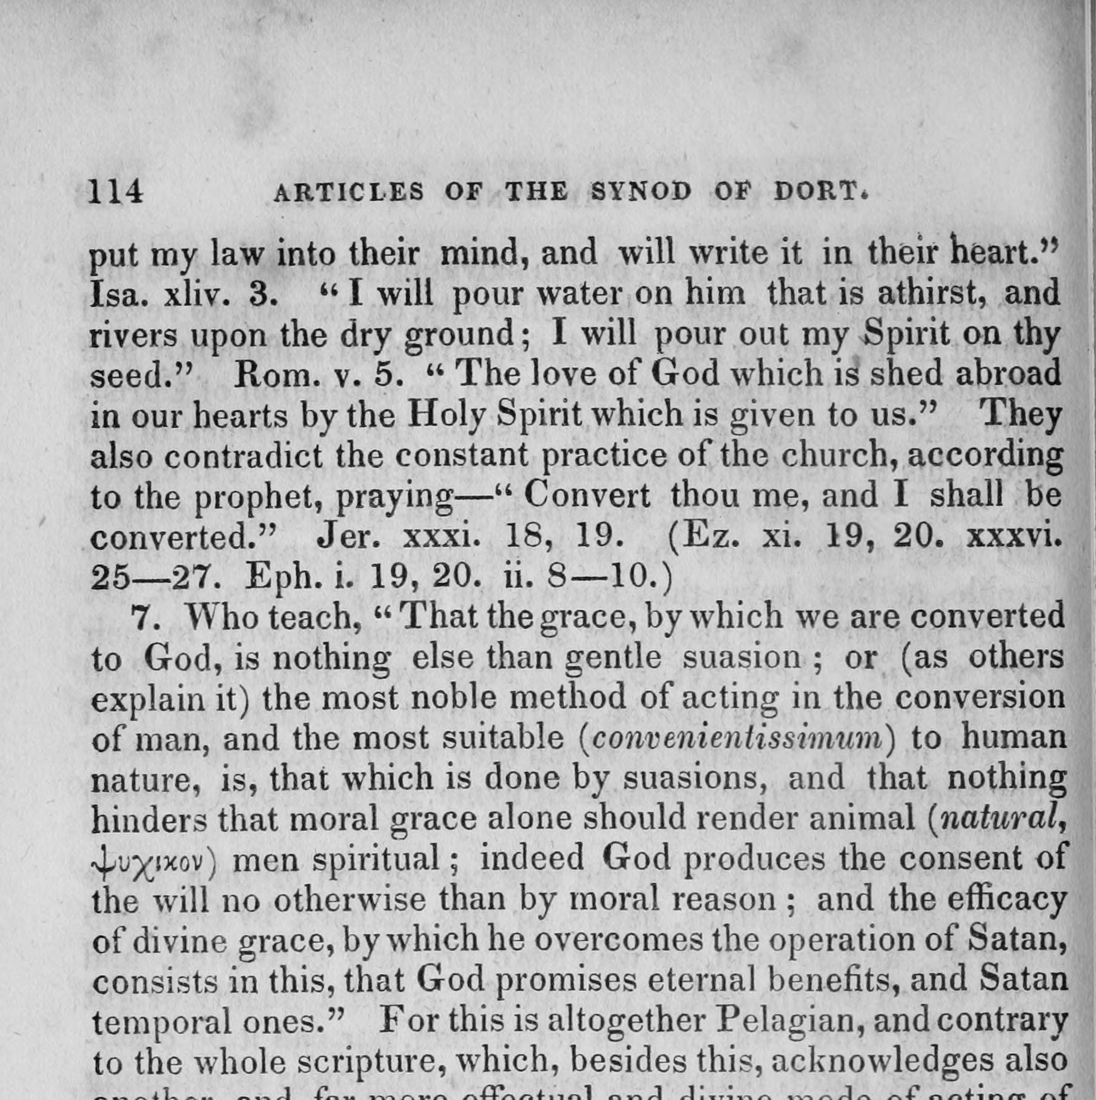 114 ARTICLES OF THE SYNOD OF DORT.
put my law into their mind, and will write it in their heart.”
Isa. xliv. 3. “ I will pour water on him that is athirst, and
rivers upon the dry ground ; I will pour out my Spirit on thy
seed.” Rom. v. 5. “ The love of God which is shed abroad
in our hearts by the Holy Spirit which is given to us.” They
also contradict the constant practice of the church, according
to the prophet, praying—“ Convert thou me, and I shall be
converted.” Jer. xxxi. 18, 19. (Ez. xi. 19, 20. xxxvi.
25—27. Eph. i. 19, 20. ii. 8—10.)
7. Who teach, “ That the grace, by which we are converted
to God, is nothing else than gentle suasion ; or (as others
explain it) the most noble method of acting in the conversion
of man, and the most suitable (convenientissimum) to human
nature, is, that which is done by suasions, and that nothing
hinders that moral grace alone should render animal (natural,
ψυχικον) men spiritual ; indeed God produces the consent of
the will no otherwise than by moral reason ; and the efficacy
of divine grace, by which he overcomes the operation of Satan,
consists in this, that God promises eternal benefits, and Satan
temporal ones.” For this is altogether Pelagian, and contrary
to the whole scripture, which, besides this, acknowledges also
another, and far more effectual and divine mode of acting of